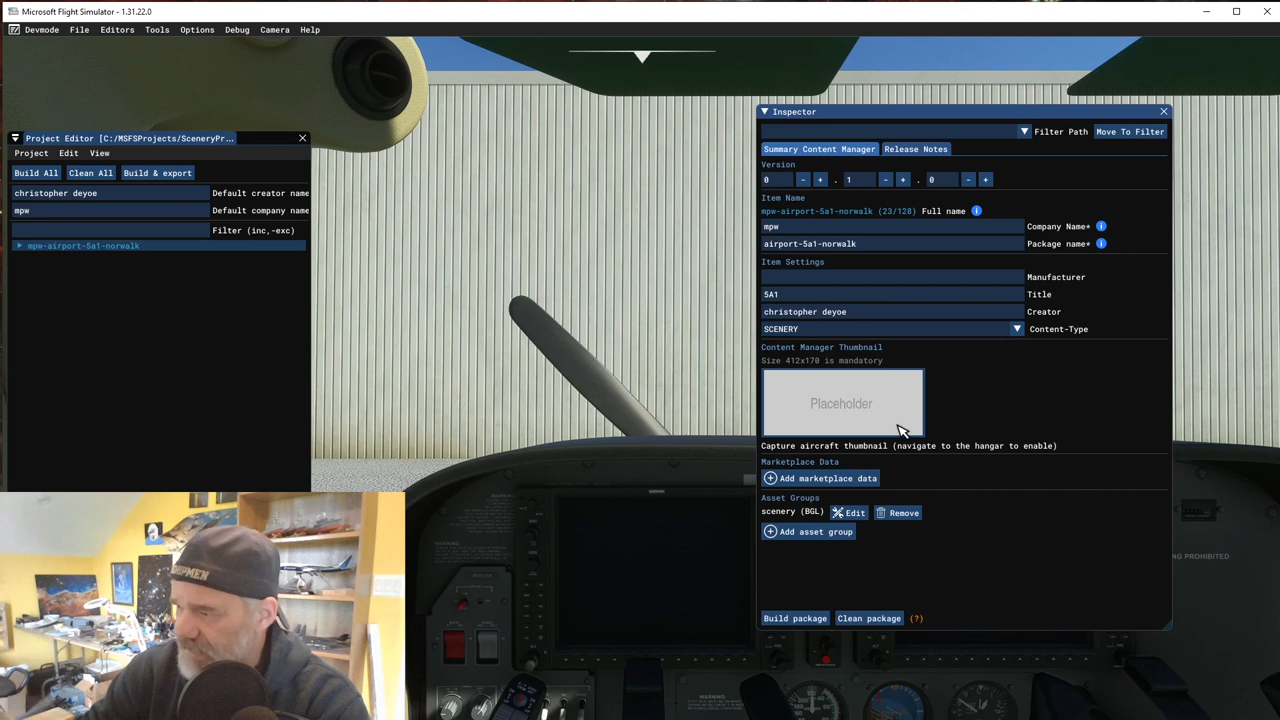 Microsoft Flight Simulator - 1.31.22.0
Devmode File Editors Tools Options Debug Camera Help
Project Editor [C:/MSFSProjects/SceneryPr...
Project Edit View
Build All Clean All Build & export
christopher deyoe Default creator name
mpw Default company name
Filter (inc,-exc)
mpw-airport-5a1-norwalk
Inspector
Filter Path Move To Filter
Summary Content Manager Release Notes
Version
0 - + . 1 - + . 0 - +
Item Name
mpw-airport-5a1-norwalk (23/128) Full name
mpw Company Name*
airport-5a1-norwalk Package name*
Item Settings
Manufacturer
5A1 Title
christopher deyoe Creator
SCENERY Content-Type
Content Manager Thumbnail
Size 412x170 is mandatory
Placeholder
Capture aircraft thumbnail (navigate to the hangar to enable)
Marketplace Data
Add marketplace data
Asset Groups
scenery (BGL) Edit Remove
Add asset group
Build package Clean package (?)
NG PROHIBITED
WARNING